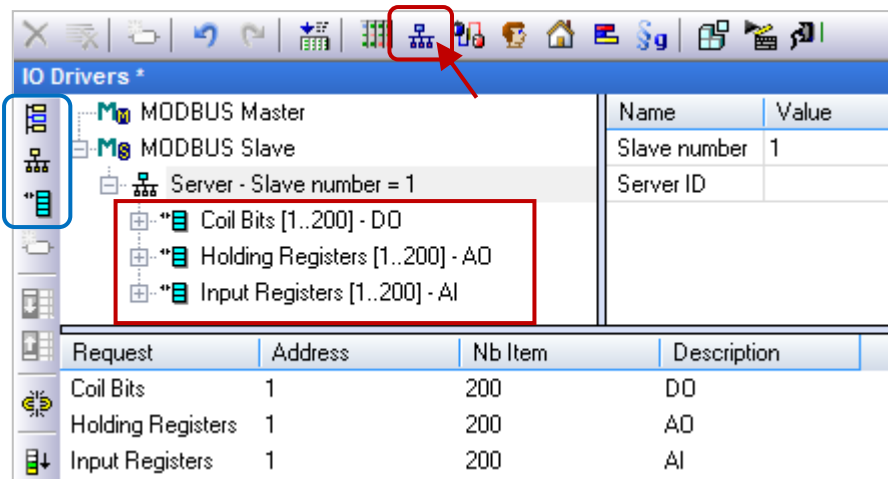 IO Drivers *
MODBUS Master
MODBUS Slave
Server - Slave number = 1
Coil Bits [1..200] - DO
Holding Registers [1..200] - AO
Input Registers [1..200] - AI
Name Value
Slave number 1
Server ID
Request Address Nb Item Description
Coil Bits 1 200 DO
Holding Registers 1 200 AO
Input Registers 1 200 AI